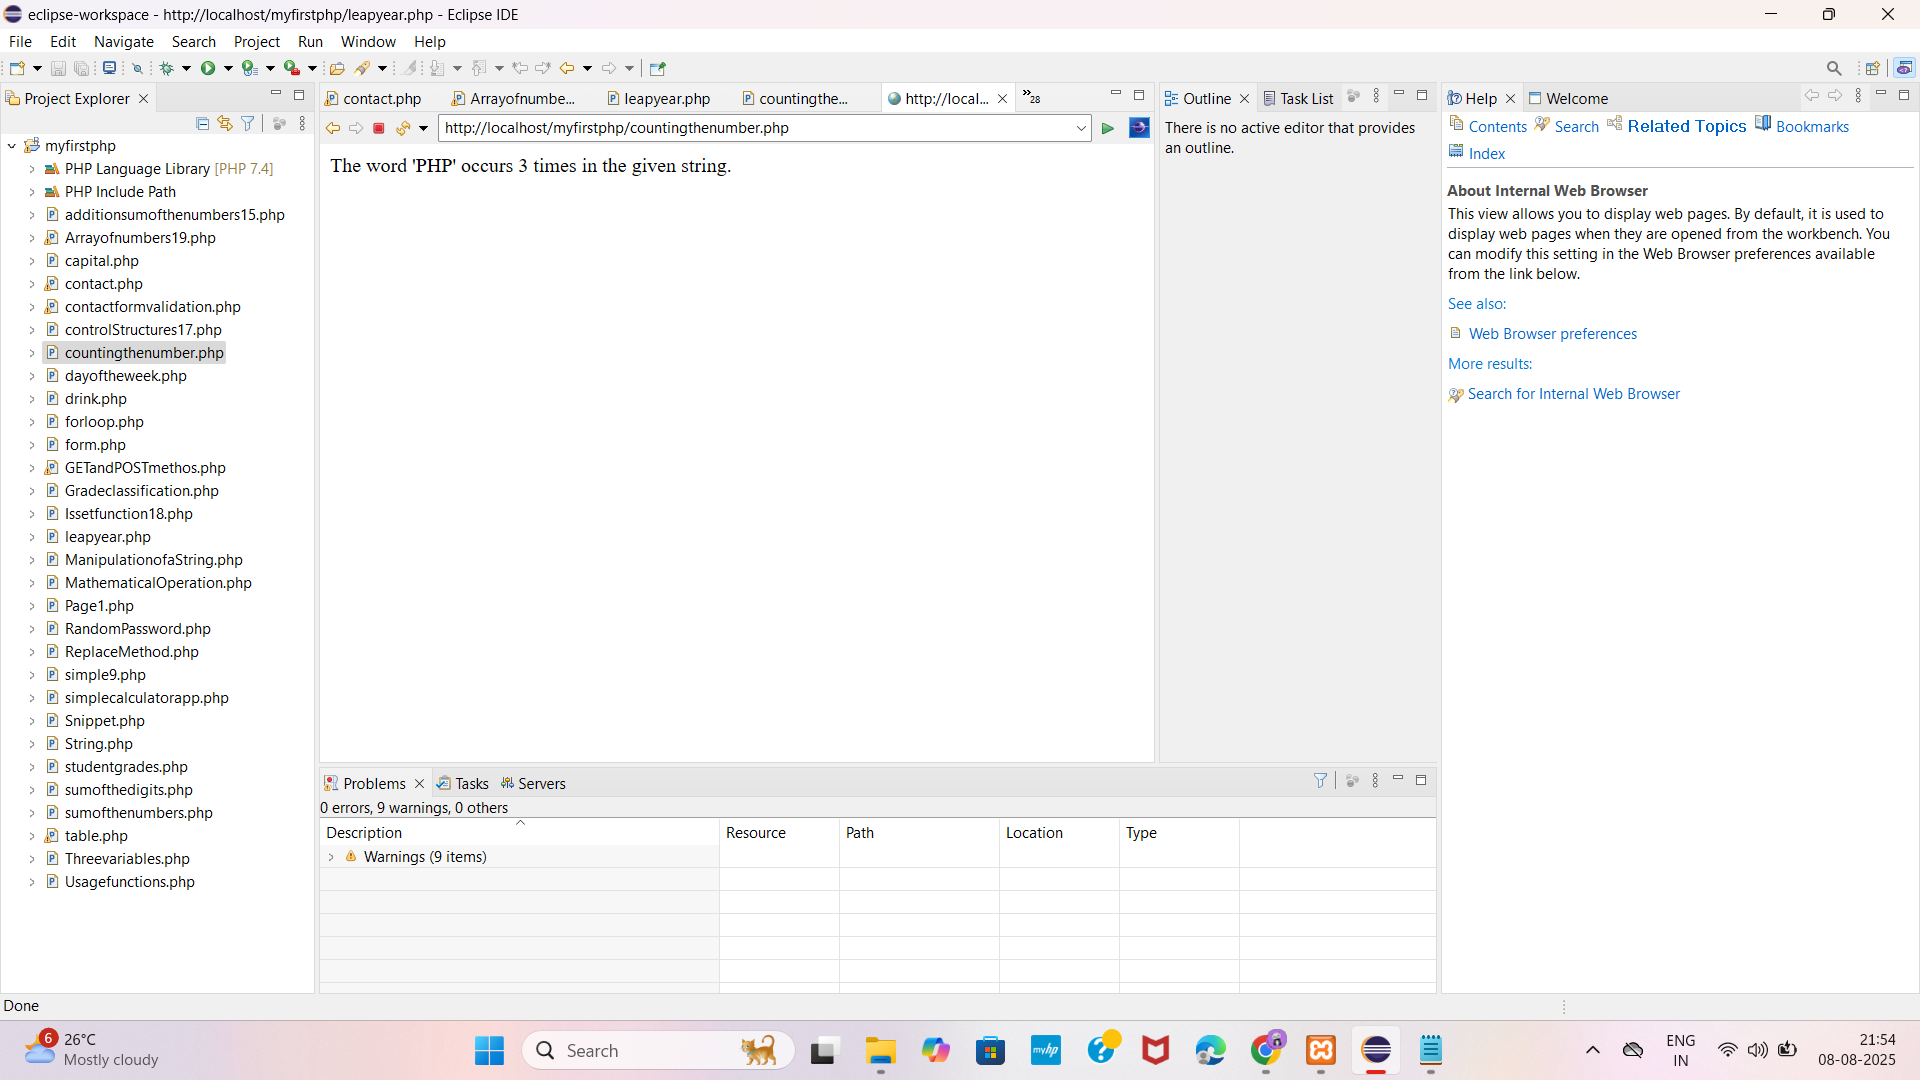 eclipse-workspace - http://localhost/myfirstphp/leapyear.php - Eclipse IDE
File Edit Navigate Search Project Run Window Help
Project Explorer
contact.php
Arrayofnumbe...
leapyear.php
countingthe...
http://local...
28
Outline
Task List
Help
Welcome
http://localhost/myfirstphp/countingthenumber.php
The word 'PHP' occurs 3 times in the given string.
myfirstphp
PHP Language Library [PHP 7.4]
PHP Include Path
additionsumofthenumbers15.php
Arrayofnumbers19.php
capital.php
contact.php
contactformvalidation.php
controlStructures17.php
countingthenumber.php
dayoftheweek.php
drink.php
forloop.php
form.php
GETandPOSTmethos.php
Gradeclassification.php
Issetfunction18.php
leapyear.php
ManipulationofaString.php
MathematicalOperation.php
Page1.php
RandomPassword.php
ReplaceMethod.php
simple9.php
simplecalculatorapp.php
Snippet.php
String.php
studentgrades.php
sumofthedigits.php
sumofthenumbers.php
table.php
Threevariables.php
Usagefunctions.php
There is no active editor that provides
an outline.
Contents Search Related Topics Bookmarks
Index
About Internal Web Browser
This view allows you to display web pages. By default, it is used to
display web pages when they are opened from the workbench. You
can modify this setting in the Web Browser preferences available
from the link below.
See also:
Web Browser preferences
More results:
Search for Internal Web Browser
Problems Tasks Servers
0 errors, 9 warnings, 0 others
Description Resource Path Location Type
Warnings (9 items)
Done
6
26°C
Mostly cloudy
Search
myhp
ENG
IN
21:54
08-08-2025